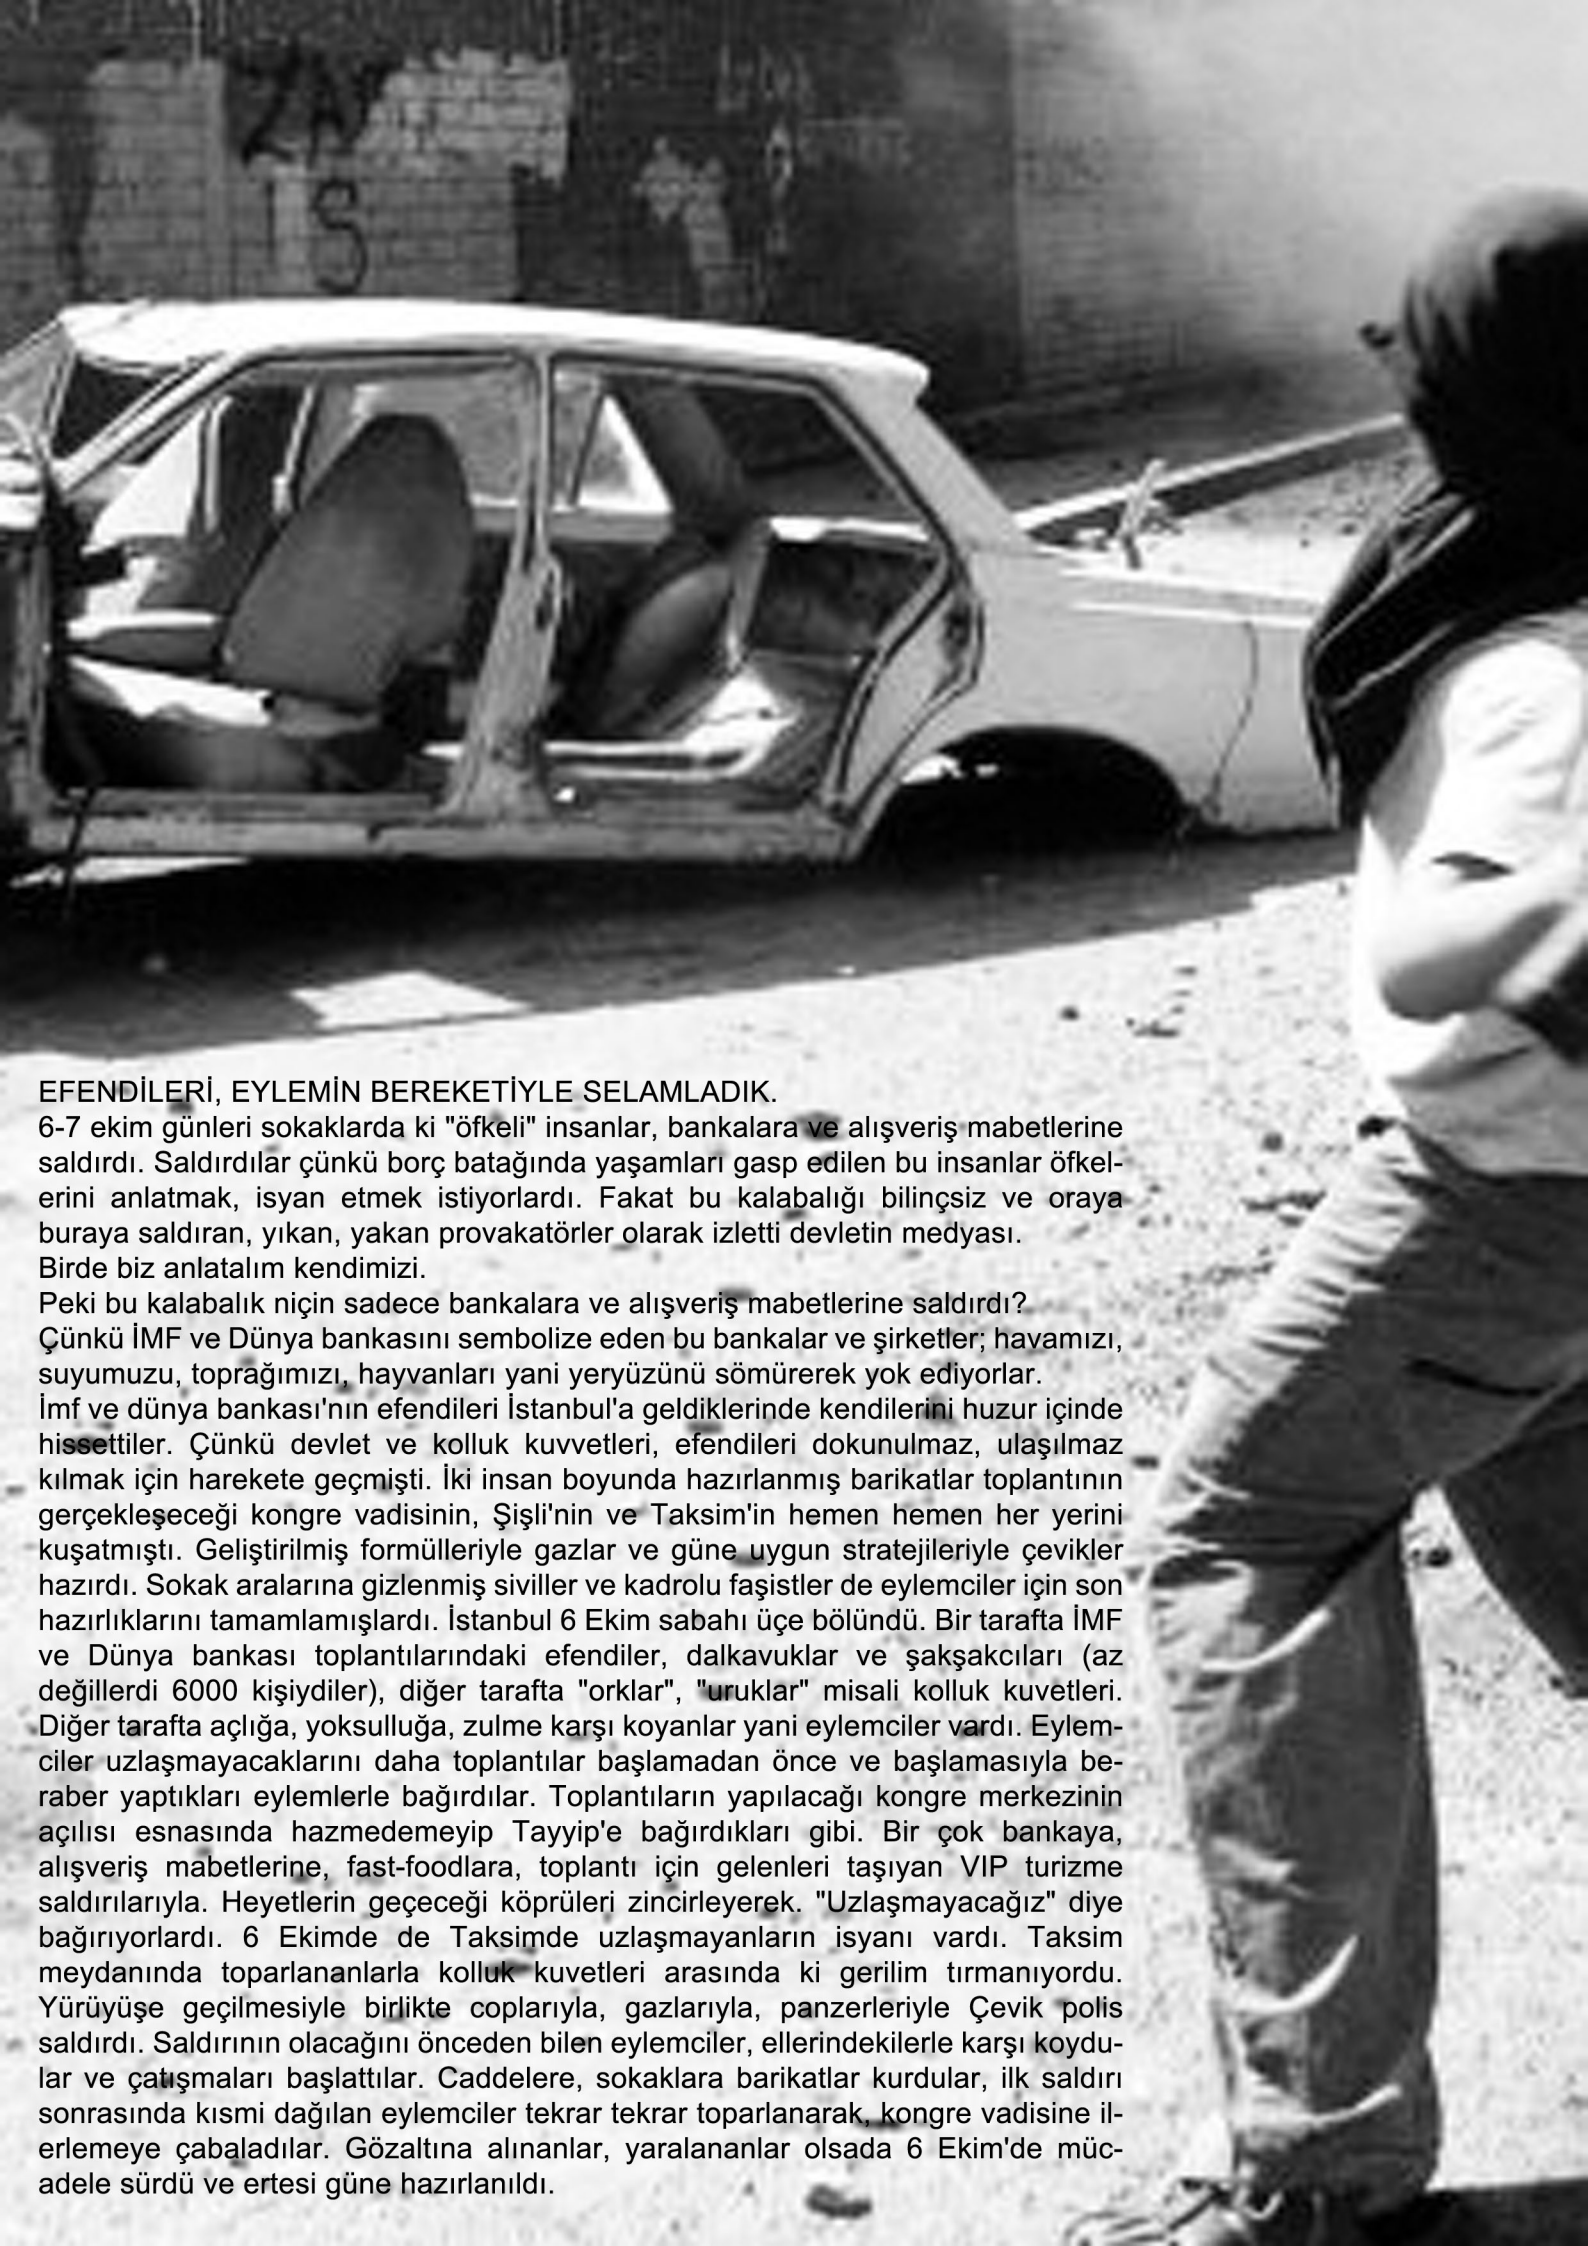 ZA
IS
EFENDİLERİ, EYLEMİN BEREKETİYLE SELAMLADIK.
6-7 ekim günleri sokaklarda ki "öfkeli" insanlar, bankalara ve alışveriş mabetlerine
saldırdı. Saldırdılar çünkü borç batağında yaşamları gasp edilen bu insanlar öfkel-
erini anlatmak, isyan etmek istiyorlardı. Fakat bu kalabalığı bilinçsiz ve oraya
buraya saldıran, yıkan, yakan provakatörler olarak izletti devletin medyası.
Birde biz anlatalım kendimizi.
Peki bu kalabalık niçin sadece bankalara ve alışveriş mabetlerine saldırdı?
Çünkü İMF ve Dünya bankasını sembolize eden bu bankalar ve şirketler; havamızı,
suyumuzu, toprağımızı, hayvanları yani yeryüzünü sömürerek yok ediyorlar.
İmf ve dünya bankası'nın efendileri İstanbul'a geldiklerinde kendilerini huzur içinde
hissettiler. Çünkü devlet ve kolluk kuvvetleri, efendileri dokunulmaz, ulaşılmaz
kılmak için harekete geçmişti. İki insan boyunda hazırlanmış barikatlar toplantının
gerçekleşeceği kongre vadisinin, Şişli'nin ve Taksim'in hemen hemen her yerini
kuşatmıştı. Geliştirilmiş formülleriyle gazlar ve güne uygun stratejileriyle çevikler
hazırdı. Sokak aralarına gizlenmiş siviller ve kadrolu faşistler de eylemciler için son
hazırlıklarını tamamlamışlardı. İstanbul 6 Ekim sabahı üçe bölündü. Bir tarafta İMF
ve Dünya bankası toplantılarındaki efendiler, dalkavuklar ve şakşakcıları (az
değillerdi 6000 kişiydiler), diğer tarafta "orklar", "uruklar" misali kolluk kuvetleri.
Diğer tarafta açlığa, yoksulluğa, zulme karşı koyanlar yani eylemciler vardı. Eylem-
ciler uzlaşmayacaklarını daha toplantılar başlamadan önce ve başlamasıyla be-
raber yaptıkları eylemlerle bağırdılar. Toplantıların yapılacağı kongre merkezinin
açılısı esnasında hazmedemeyip Tayyip'e bağırdıkları gibi. Bir çok bankaya,
alışveriş mabetlerine, fast-foodlara, toplantı için gelenleri taşıyan VIP turizme
saldırılarıyla. Heyetlerin geçeceği köprüleri zincirleyerek. "Uzlaşmayacağız" diye
bağırıyorlardı. 6 Ekimde de Taksimde uzlaşmayanların isyanı vardı. Taksim
meydanında toparlananlarla kolluk kuvetleri arasında ki gerilim tırmanıyordu.
Yürüyüşe geçilmesiyle birlikte coplarıyla, gazlarıyla, panzerleriyle Çevik polis
saldırdı. Saldırının olacağını önceden bilen eylemciler, ellerindekilerle karşı koydu-
lar ve çatışmaları başlattılar. Caddelere, sokaklara barikatlar kurdular, ilk saldırı
sonrasında kısmi dağılan eylemciler tekrar tekrar toparlanarak, kongre vadisine il-
erlemeye çabaladılar. Gözaltına alınanlar, yaralananlar olsada 6 Ekim'de müc-
adele sürdü ve ertesi güne hazırlanıldı.